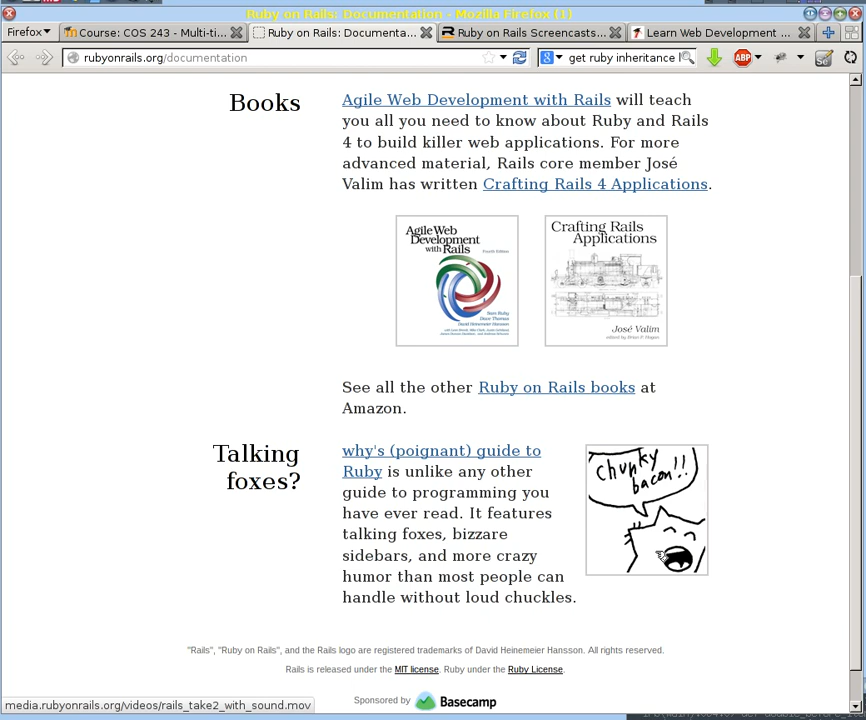 Ruby on Rails: Documentation - Mozilla Firefox (1)
Firefox
Course: COS 243 - Multi-ti...
Ruby on Rails: Documenta...
Ruby on Rails Screencasts...
Learn Web Development ...
rubyonrails.org/documentation
get ruby inheritance l
ABP
Books
Agile Web Development with Rails will teach
you all you need to know about Ruby and Rails
4 to build killer web applications. For more
advanced material, Rails core member José
Valim has written Crafting Rails 4 Applications.
Agile Web
Development
with Rails
Fourth Edition
Sam Ruby
Dave Thomas
David Heinemeier Hansson
Crafting Rails
Applications
José Valim
edited by Brian P. Hogan
See all the other Ruby on Rails books at
Amazon.
Talking
foxes?
why's (poignant) guide to
Ruby is unlike any other
guide to programming you
have ever read. It features
talking foxes, bizzare
sidebars, and more crazy
humor than most people can
handle without loud chuckles.
chunky
bacon!!
"Rails", "Ruby on Rails", and the Rails logo are registered trademarks of David Heinemeier Hansson. All rights reserved.
Rails is released under the MIT license. Ruby under the Ruby License.
Sponsored by Basecamp
media.rubyonrails.org/videos/rails_take2_with_sound.mov